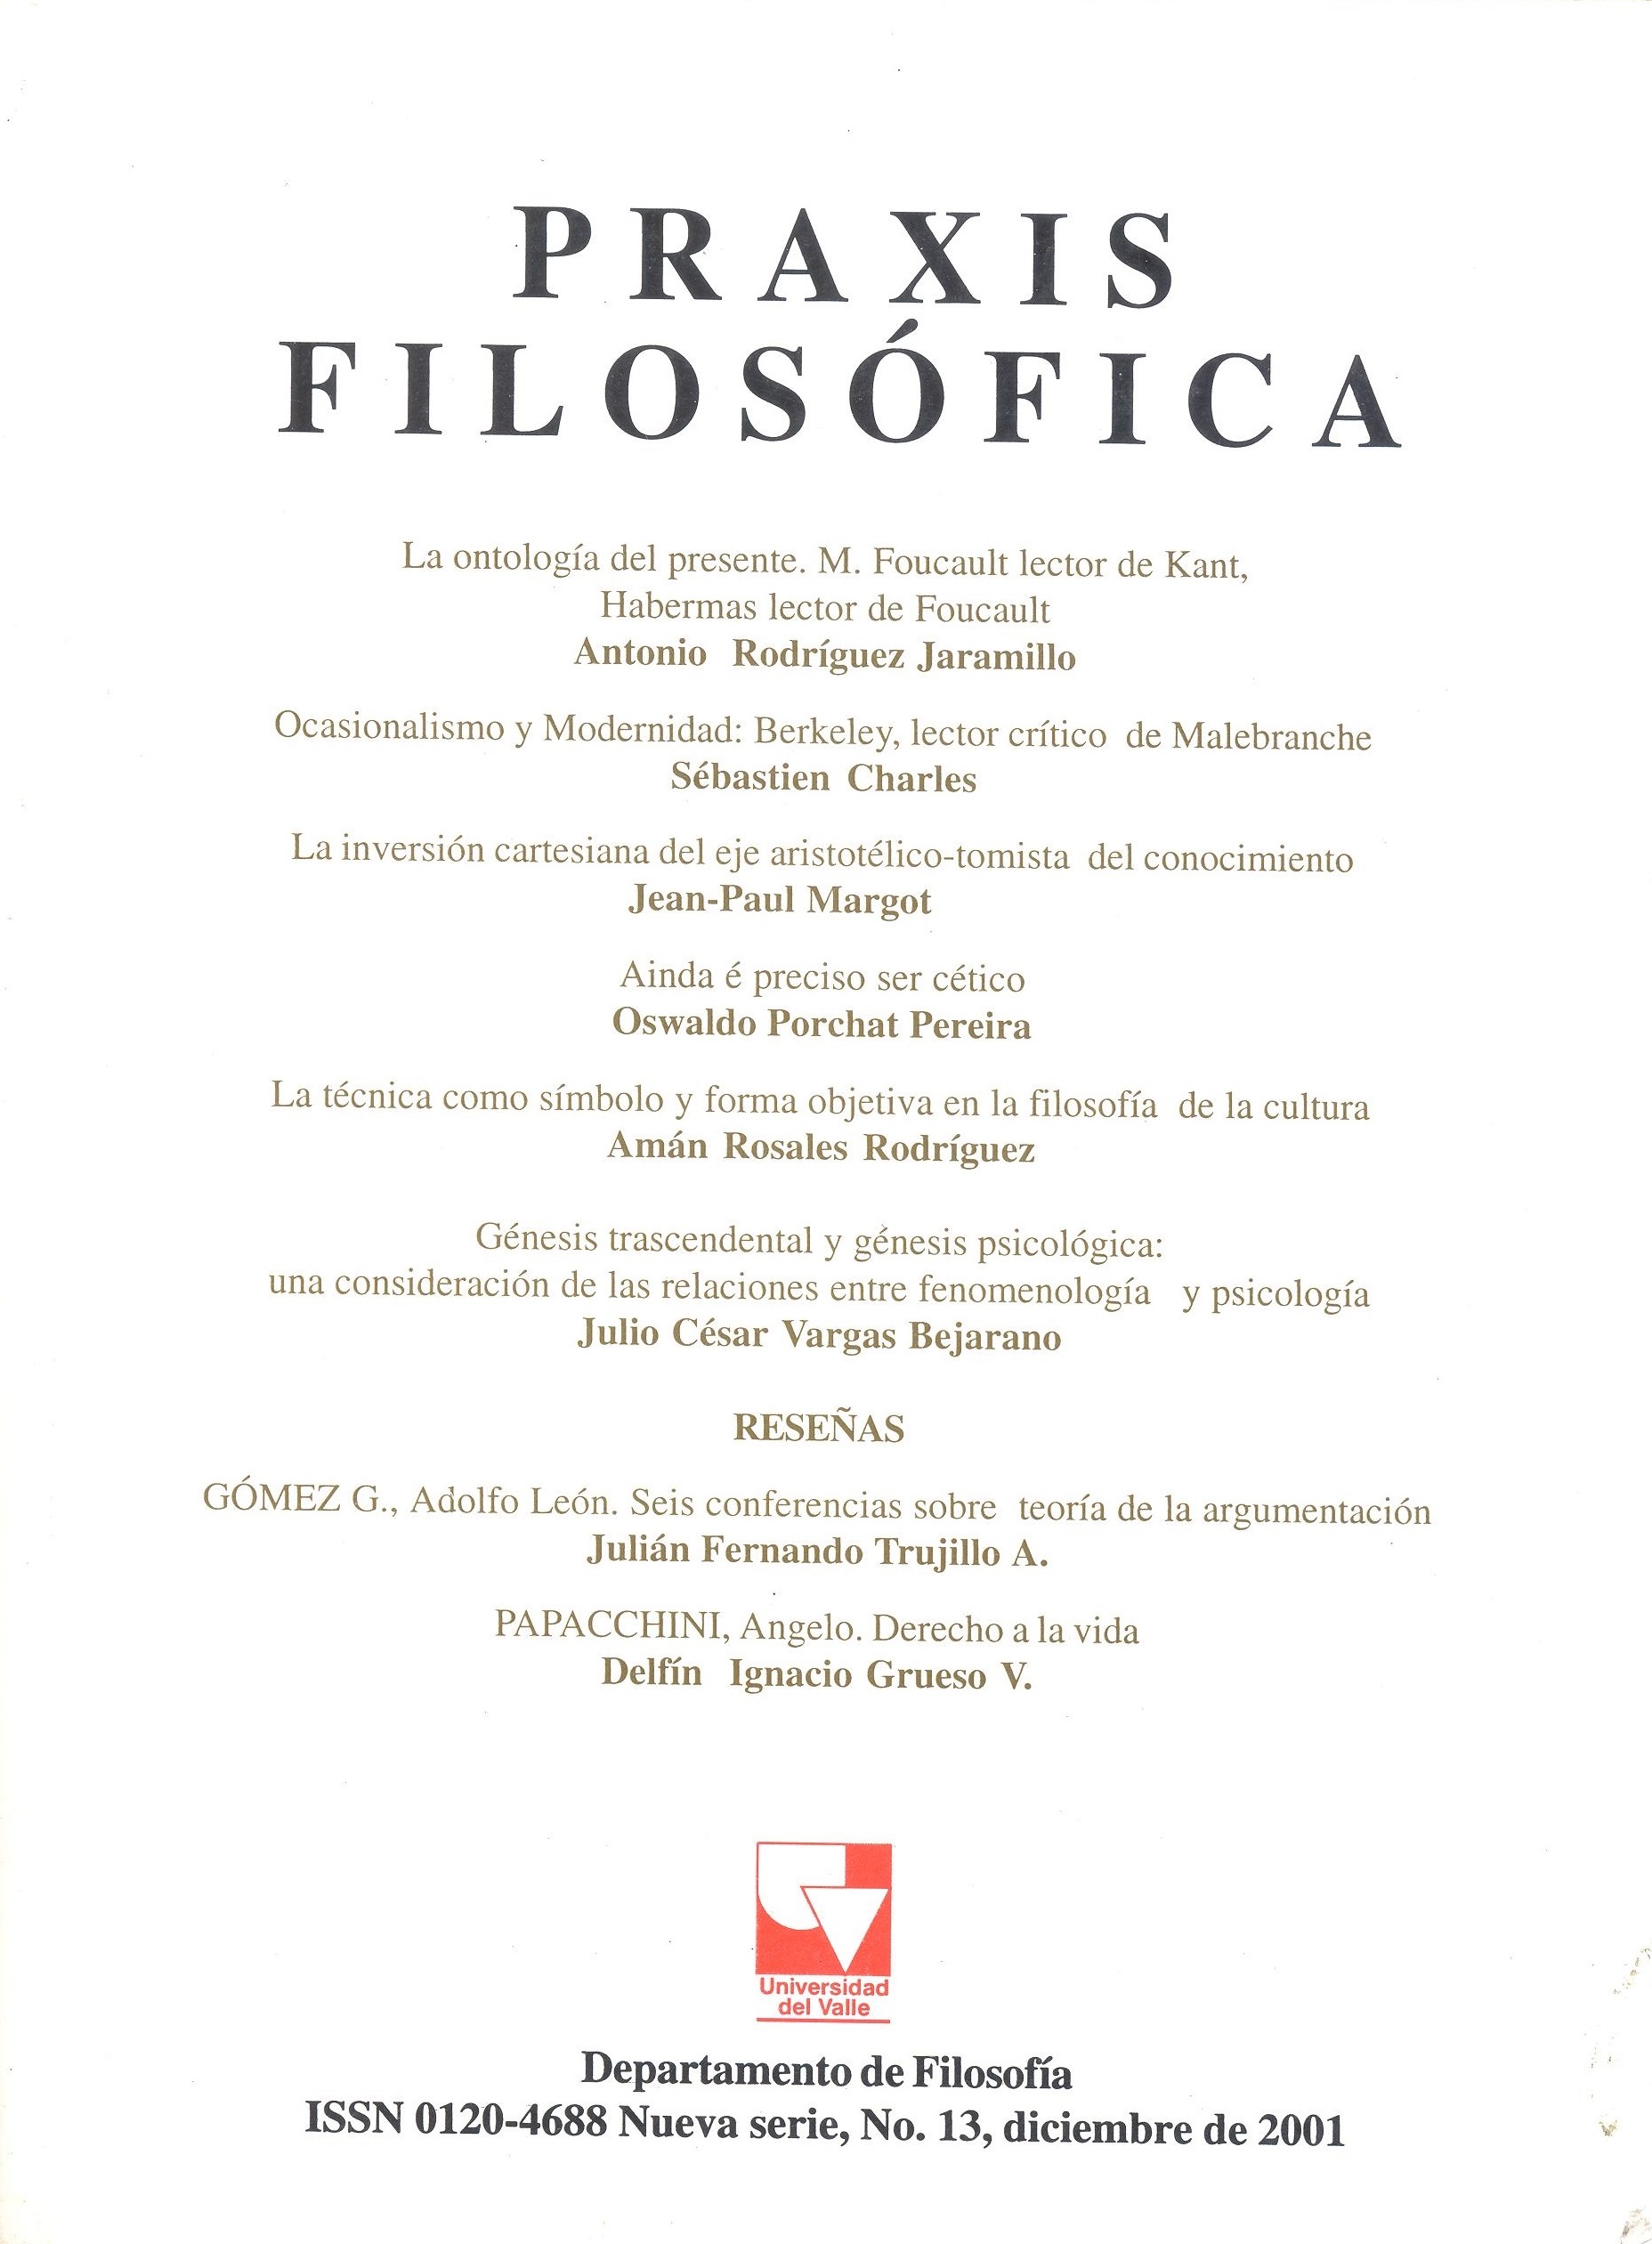 PRAXIS
FILOSÓFICA
La ontología del presente. M. Foucault lector de Kant,
Habermas lector de Foucault
Antonio Rodríguez Jaramillo
Ocasionalismo y Modernidad: Berkeley, lector crítico de Malebranche
Sébastien Charles
La inversión cartesiana del eje aristotélico-tomista del conocimiento
Jean-Paul Margot
Ainda é preciso ser cético
Oswaldo Porchat Pereira
La técnica como símbolo y forma objetiva en la filosofía de la cultura
Amán Rosales Rodríguez
Génesis trascendental y génesis psicológica:
una consideración de las relaciones entre fenomenología y psicología
Julio César Vargas Bejarano
RESEÑAS
GÓMEZ G., Adolfo León. Seis conferencias sobre teoría de la argumentación
Julián Fernando Trujillo A.
PAPACCHINI, Angelo. Derecho a la vida
Delfín Ignacio Grueso V.
Universidad
del Valle
Departamento de Filosofía
ISSN 0120-4688 Nueva serie, No. 13, diciembre de 2001